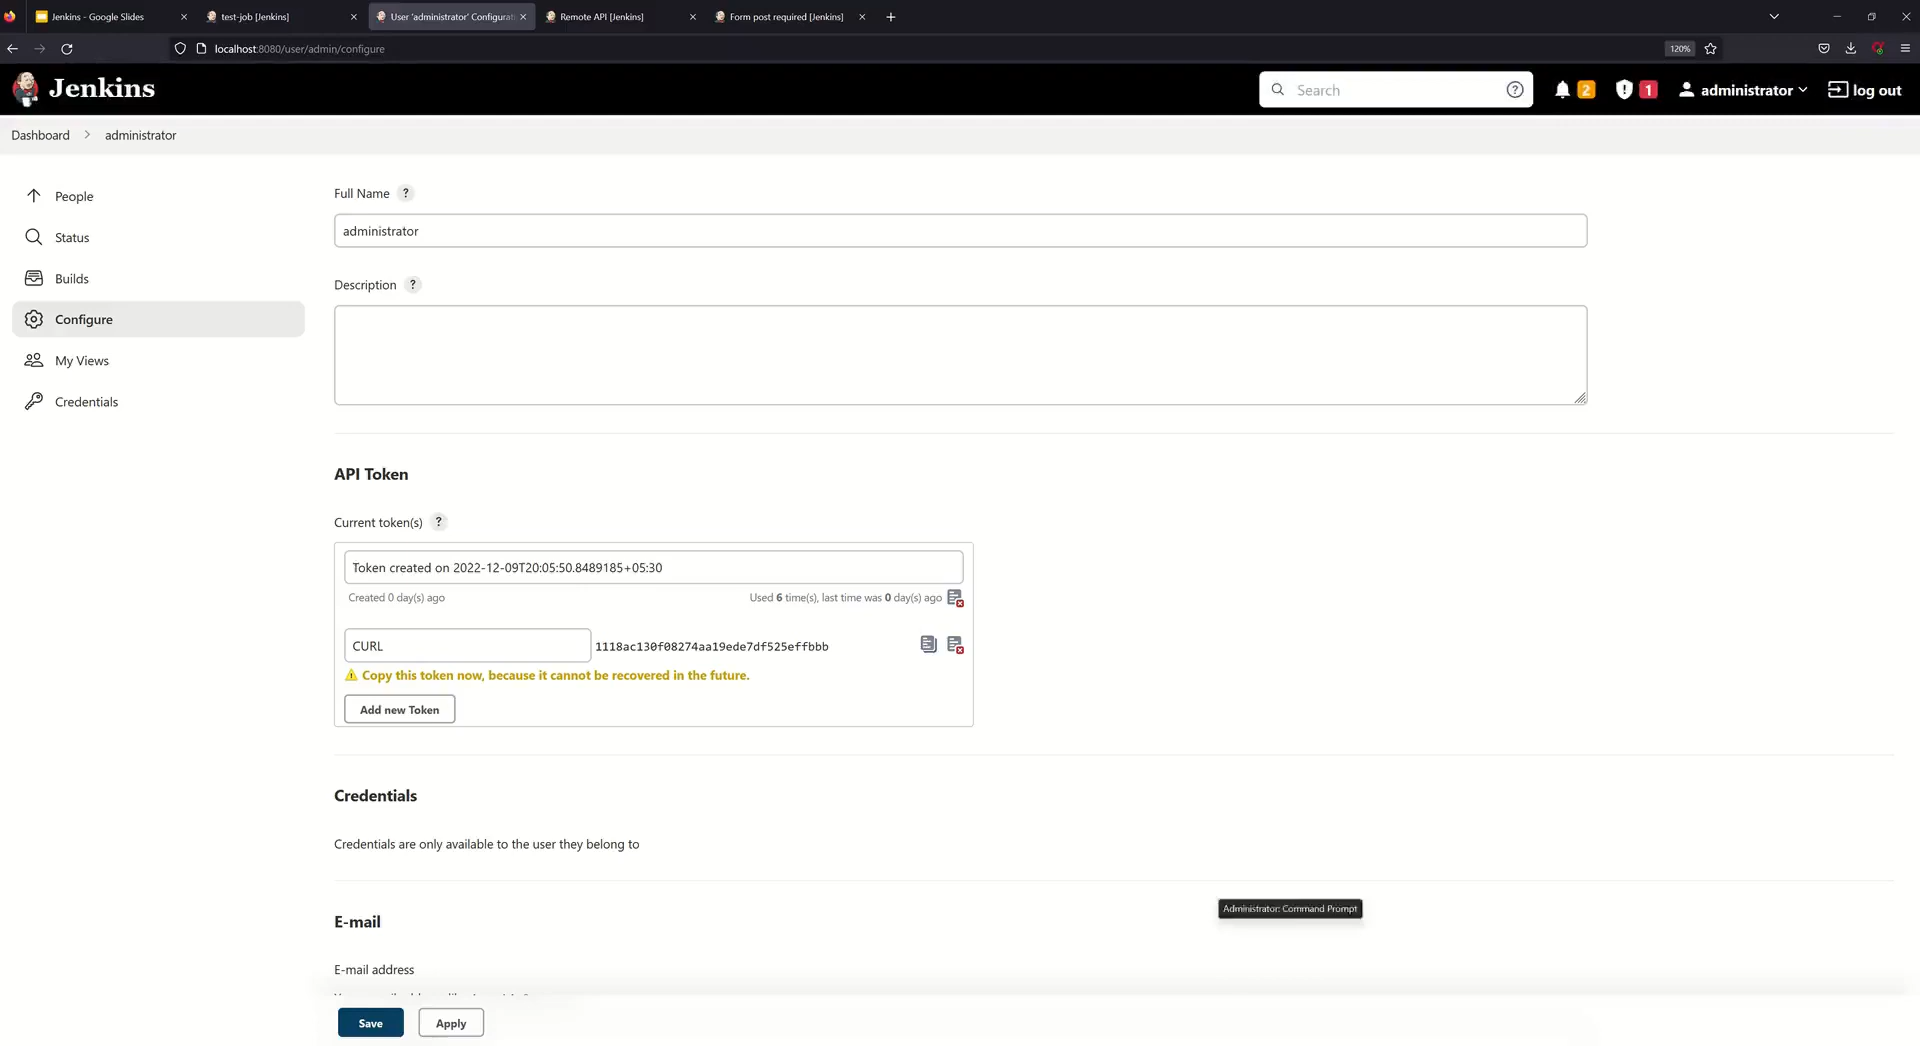 Jenkins - Google Slides
test-job [Jenkins]
User 'administrator' Configurati
Remote API [Jenkins]
Form post required [Jenkins]
localhost:8080/user/admin/configure
120%
Jenkins
Search
2
1
administrator
log out
Dashboard
administrator
People
Status
Builds
Configure
My Views
Credentials
Full Name ?
administrator
Description ?
API Token
Current token(s) ?
Token created on 2022-12-09T20:05:50.8489185+05:30
Created 0 day(s) ago
Used 6 time(s), last time was 0 day(s) ago
CURL
1118ac130f08274aa19ede7df525effbbb
Copy this token now, because it cannot be recovered in the future.
Add new Token
Credentials
Credentials are only available to the user they belong to
Administrator: Command Prompt
E-mail
E-mail address
Save
Apply